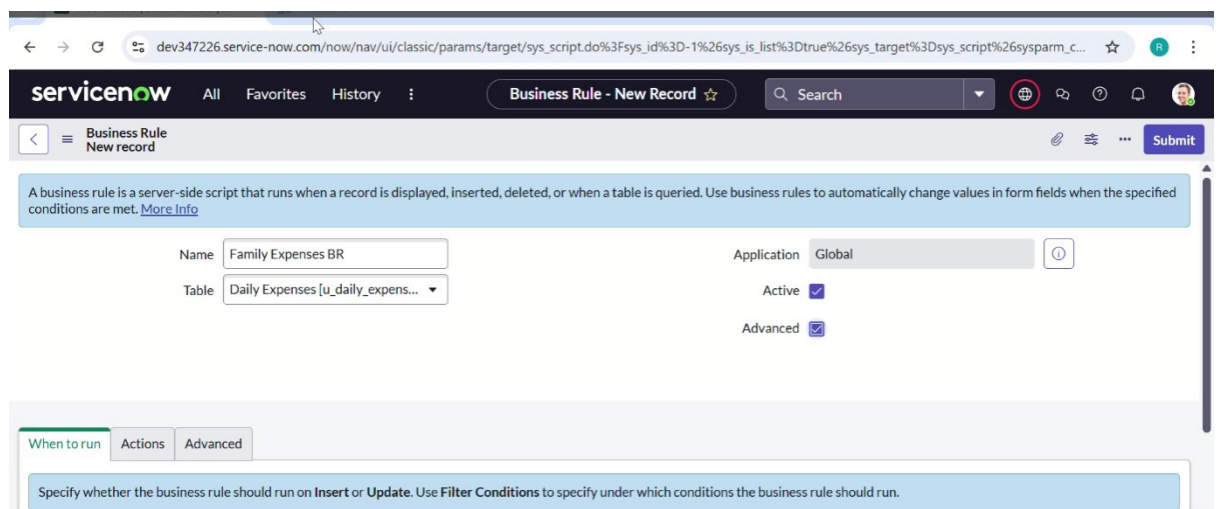 dev347226.service-now.com/now/nav/ui/classic/params/target/sys_script.do%3Fsys_id%3D-1%26sys_is_list%3Dtrue%26sys_target%3Dsys_script%26sysparm_c...
R
servicenow All Favorites History Business Rule - New Record Search
Business Rule
New record
Submit
A business rule is a server-side script that runs when a record is displayed, inserted, deleted, or when a table is queried. Use business rules to automatically change values in form fields when the specified
conditions are met. More Info
Name Family Expenses BR Application Global
Table Daily Expenses [u_daily_expens... Active
Advanced
When to run Actions Advanced
Specify whether the business rule should run on Insert or Update. Use Filter Conditions to specify under which conditions the business rule should run.